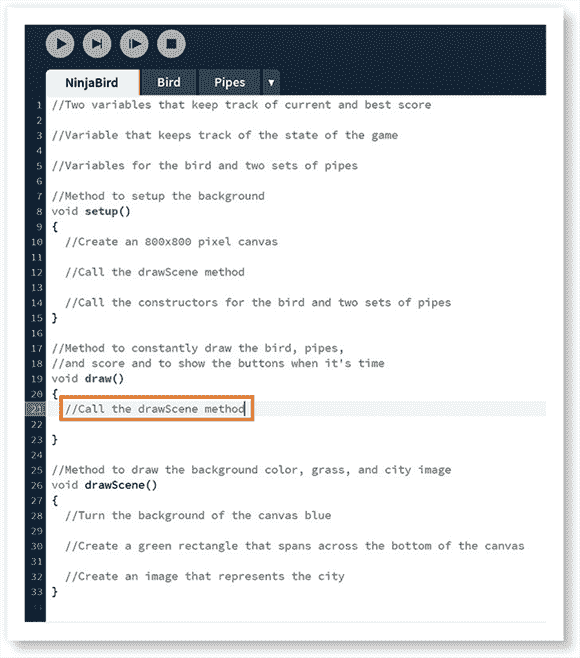 NinjaBird Bird Pipes ▼
1 //Two variables that keep track of current and best score
2
3 //Variable that keeps track of the state of the game
4
5 //Variables for the bird and two sets of pipes
6
7 //Method to setup the background
8 void setup()
9 {
10 //Create an 800x800 pixel canvas
11
12 //Call the drawScene method
13
14 //Call the constructors for the bird and two sets of pipes
15 }
16
17 //Method to constantly draw the bird, pipes,
18 //and score and to show the buttons when it's time
19 void draw()
20 {
21 //Call the drawScene method
22
23 }
24
25 //Method to draw the background color, grass, and city image
26 void drawScene()
27 {
28 //Turn the background of the canvas blue
29
30 //Create a green rectangle that spans across the bottom of the canvas
31
32 //Create an image that represents the city
33 }